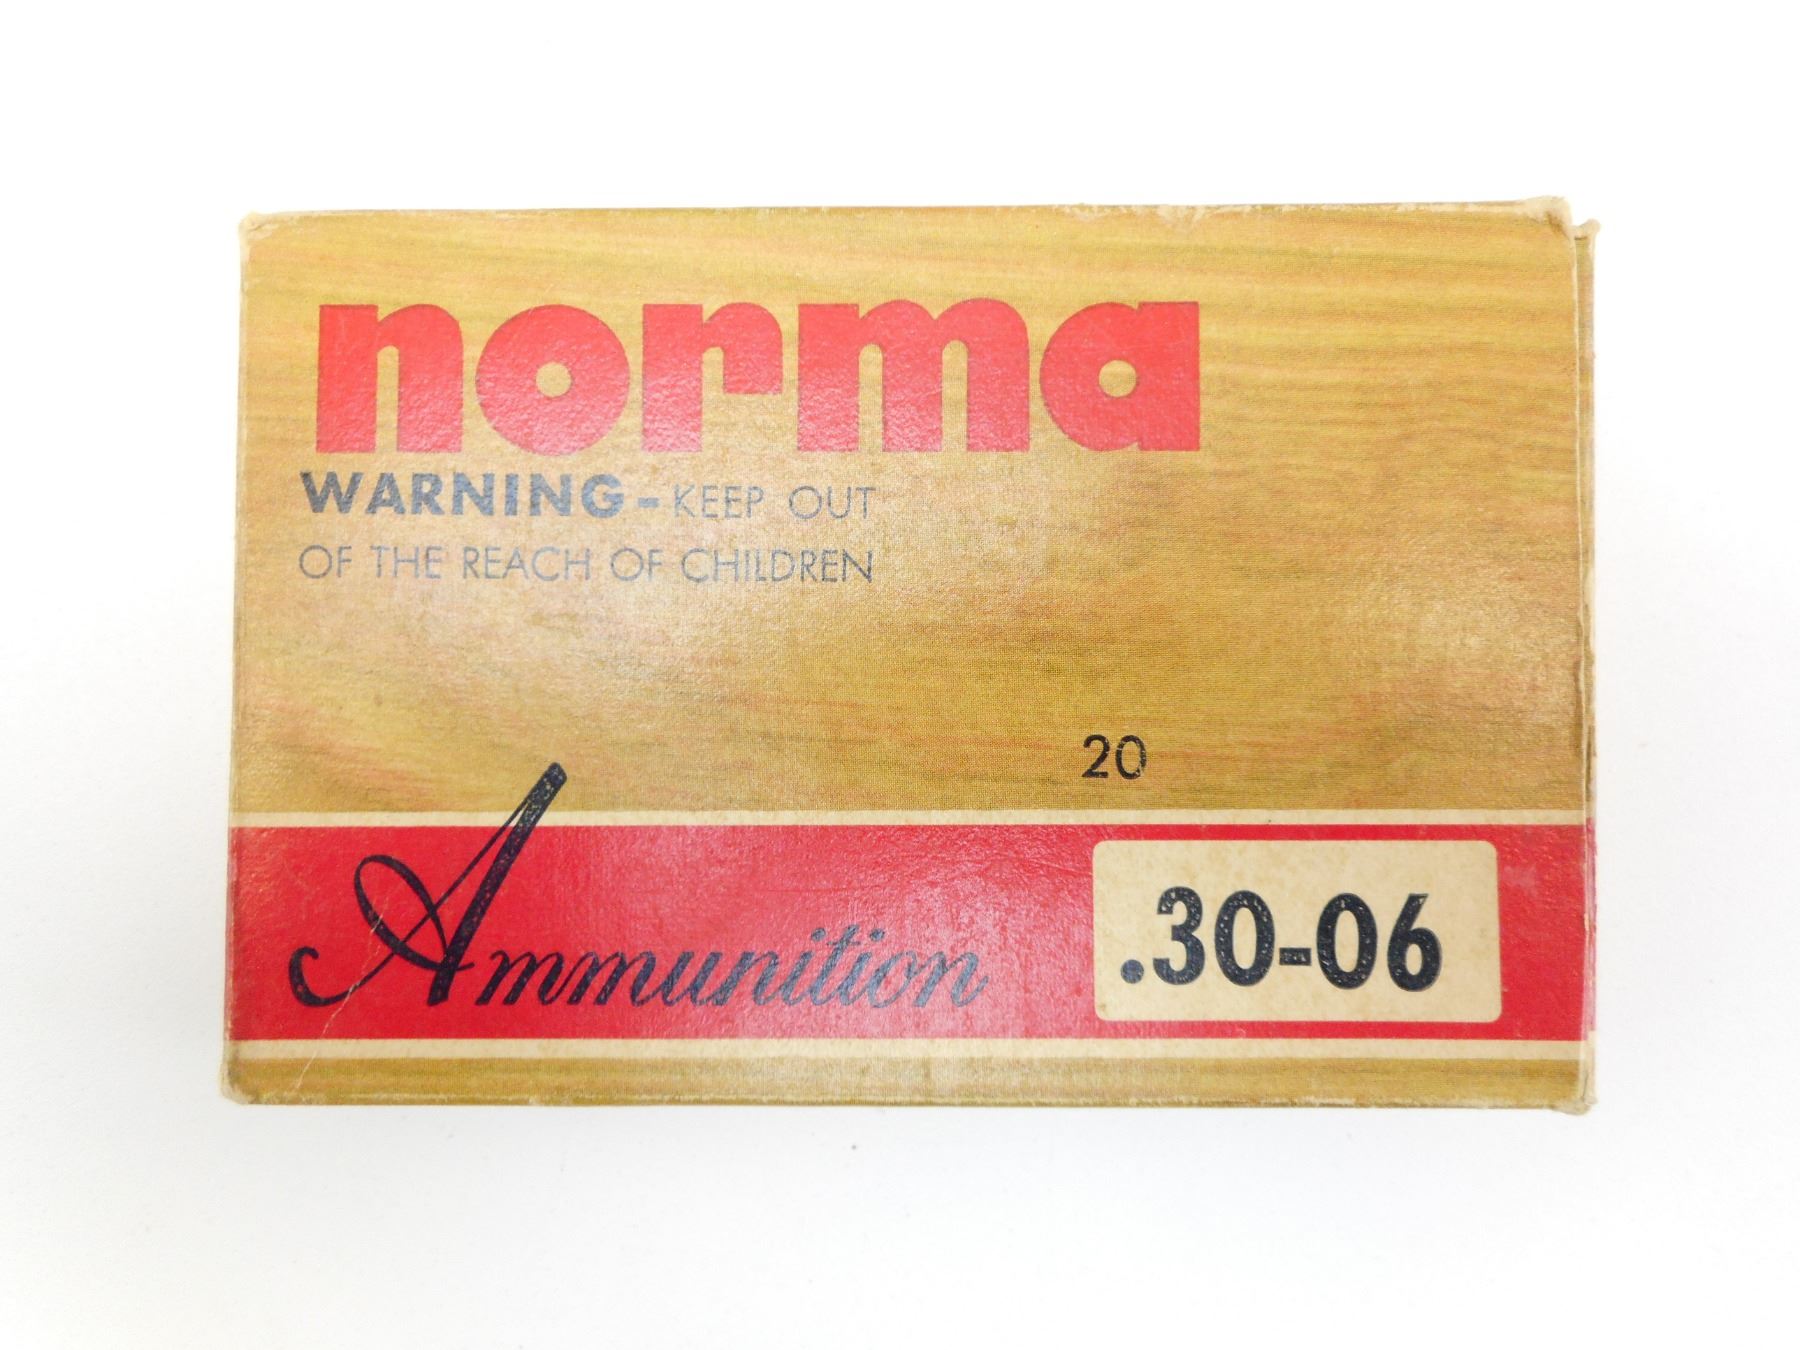 norma
WARNING - KEEP OUT
OF THE REACH OF CHILDREN
20
Ammunition
.30-06